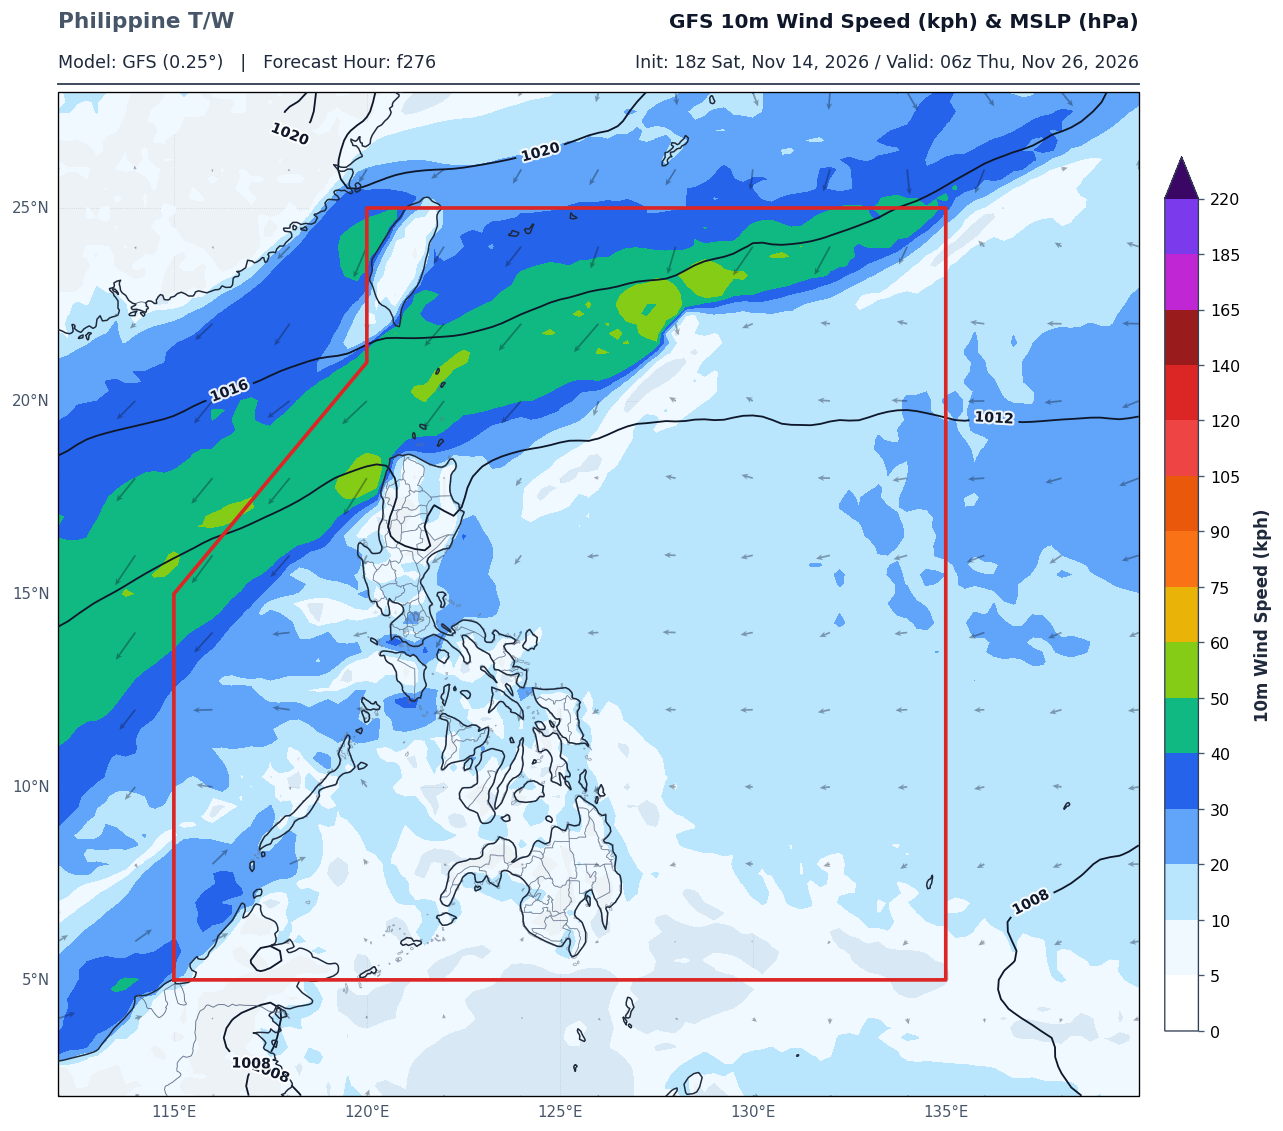 Philippine T/W
GFS 10m Wind Speed (kph) & MSLP (hPa)
Model: GFS (0.25°) | Forecast Hour: f276
Init: 18z Sat, Nov 14, 2026 / Valid: 06z Thu, Nov 26, 2026
1020
1020
1016
1012
1008
1008
1008
25°N
20°N
15°N
10°N
5°N
115°E
120°E
125°E
130°E
135°E
220
185
165
140
120
105
90
75
60
50
40
30
20
10
5
0
10m Wind Speed (kph)